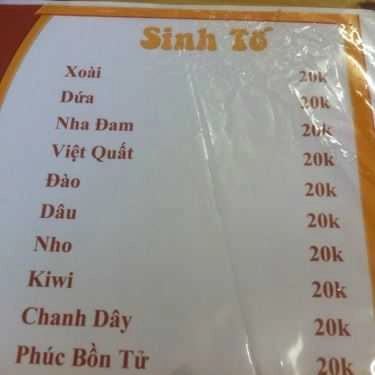 Sinh Tố
Xoài 20k
Dứa 20k
Nha Đam 20k
Việt Quất 20k
Đào 20k
Dâu 20k
Nho 20k
Kiwi 20k
Chanh Dây 20k
Phúc Bồn Tử 20k